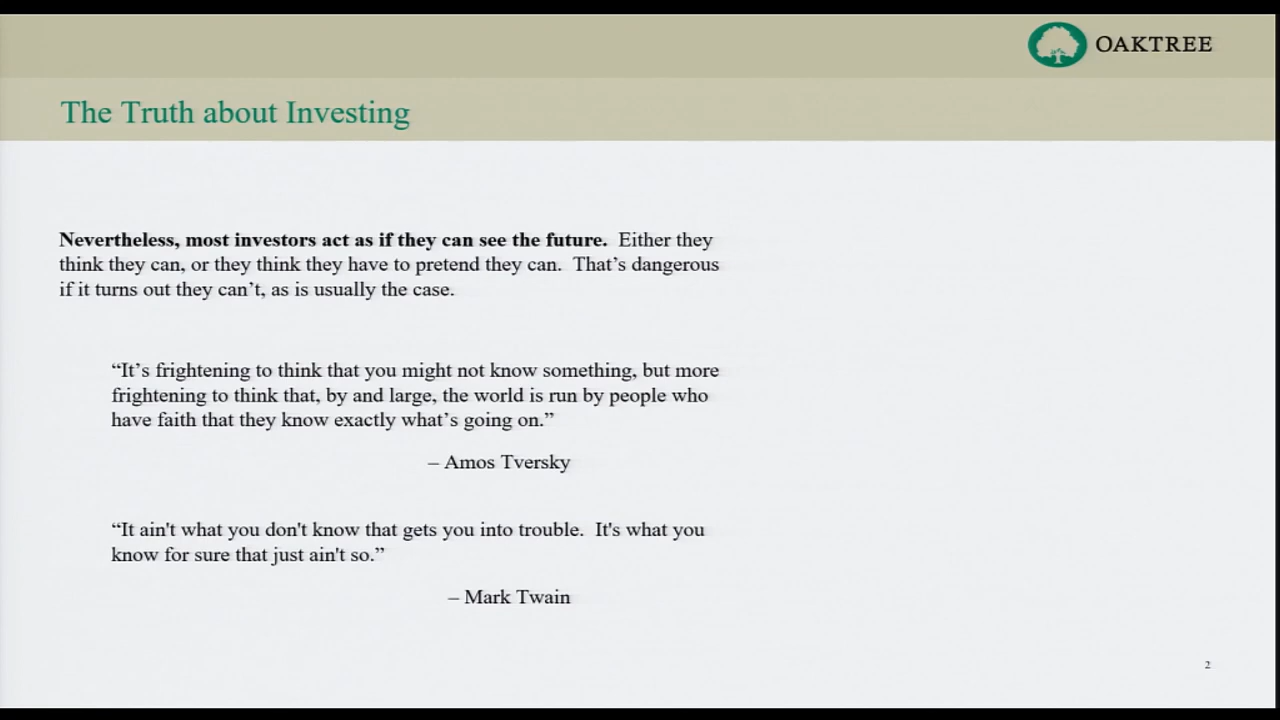 OAKTREE
The Truth about Investing
Nevertheless, most investors act as if they can see the future.  Either they
think they can, or they think they have to pretend they can.  That’s dangerous
if it turns out they can’t, as is usually the case.
“It’s frightening to think that you might not know something, but more
frightening to think that, by and large, the world is run by people who
have faith that they know exactly what’s going on.”
– Amos Tversky
“It ain't what you don't know that gets you into trouble.  It's what you
know for sure that just ain't so.”
– Mark Twain
2